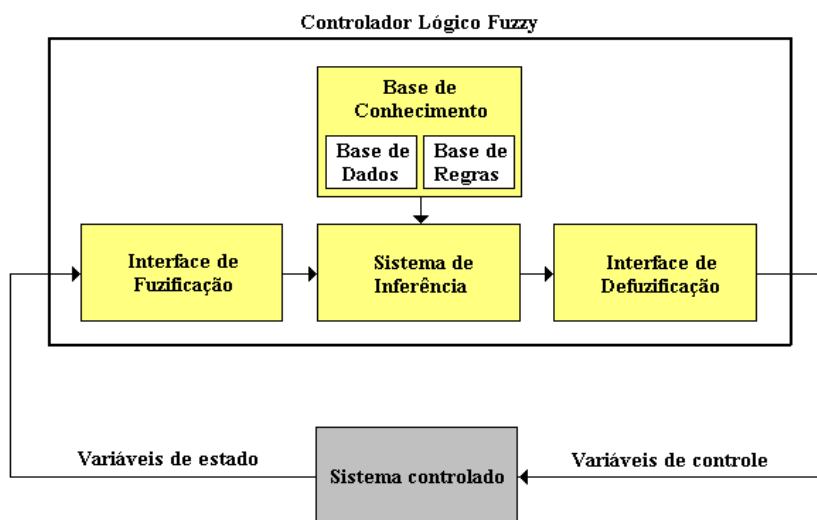 Controlador Lógico Fuzzy
Base de
Conhecimento
Base de
Dados
Base de
Regras
Interface de
Fuzificação
Sistema de
Inferência
Interface de
Defuzificação
Variáveis de estado
Sistema controlado
Variáveis de controle